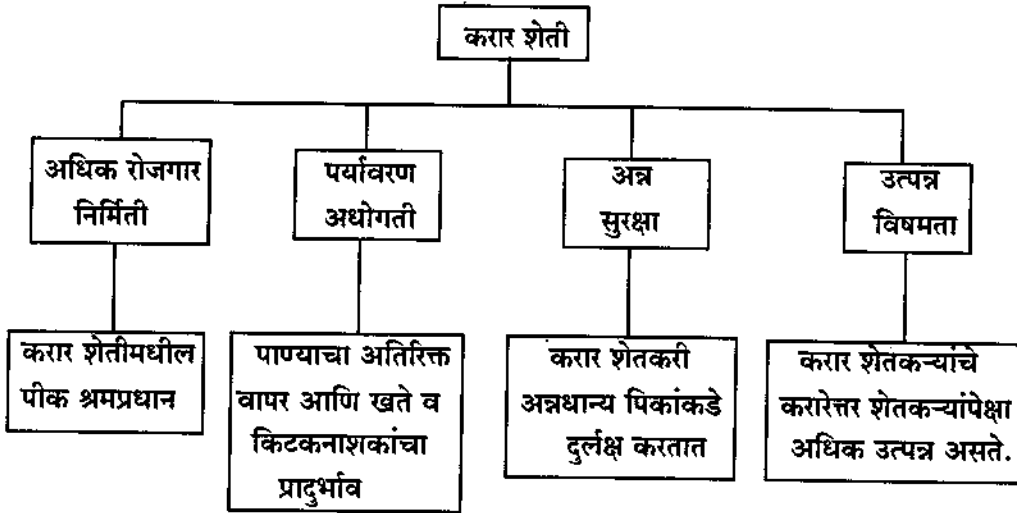 करार शेती
अधिक रोजगार
निर्मिती
पर्यावरण
अधोगती
अन्न
सुरक्षा
उत्पन्न
विषमता
करार शेतीमधील
पीक श्रमप्रधान
पाण्याचा अतिरिक्त
वापर आणि खते व
किटकनाशकांचा
प्रादुर्भाव
करार शेतकरी
अन्नधान्य पिकांकडे
दुर्लक्ष करतात
करार शेतकऱ्यांचे
करारेत्तर शेतकऱ्यांपेक्षा
अधिक उत्पन्न असते.